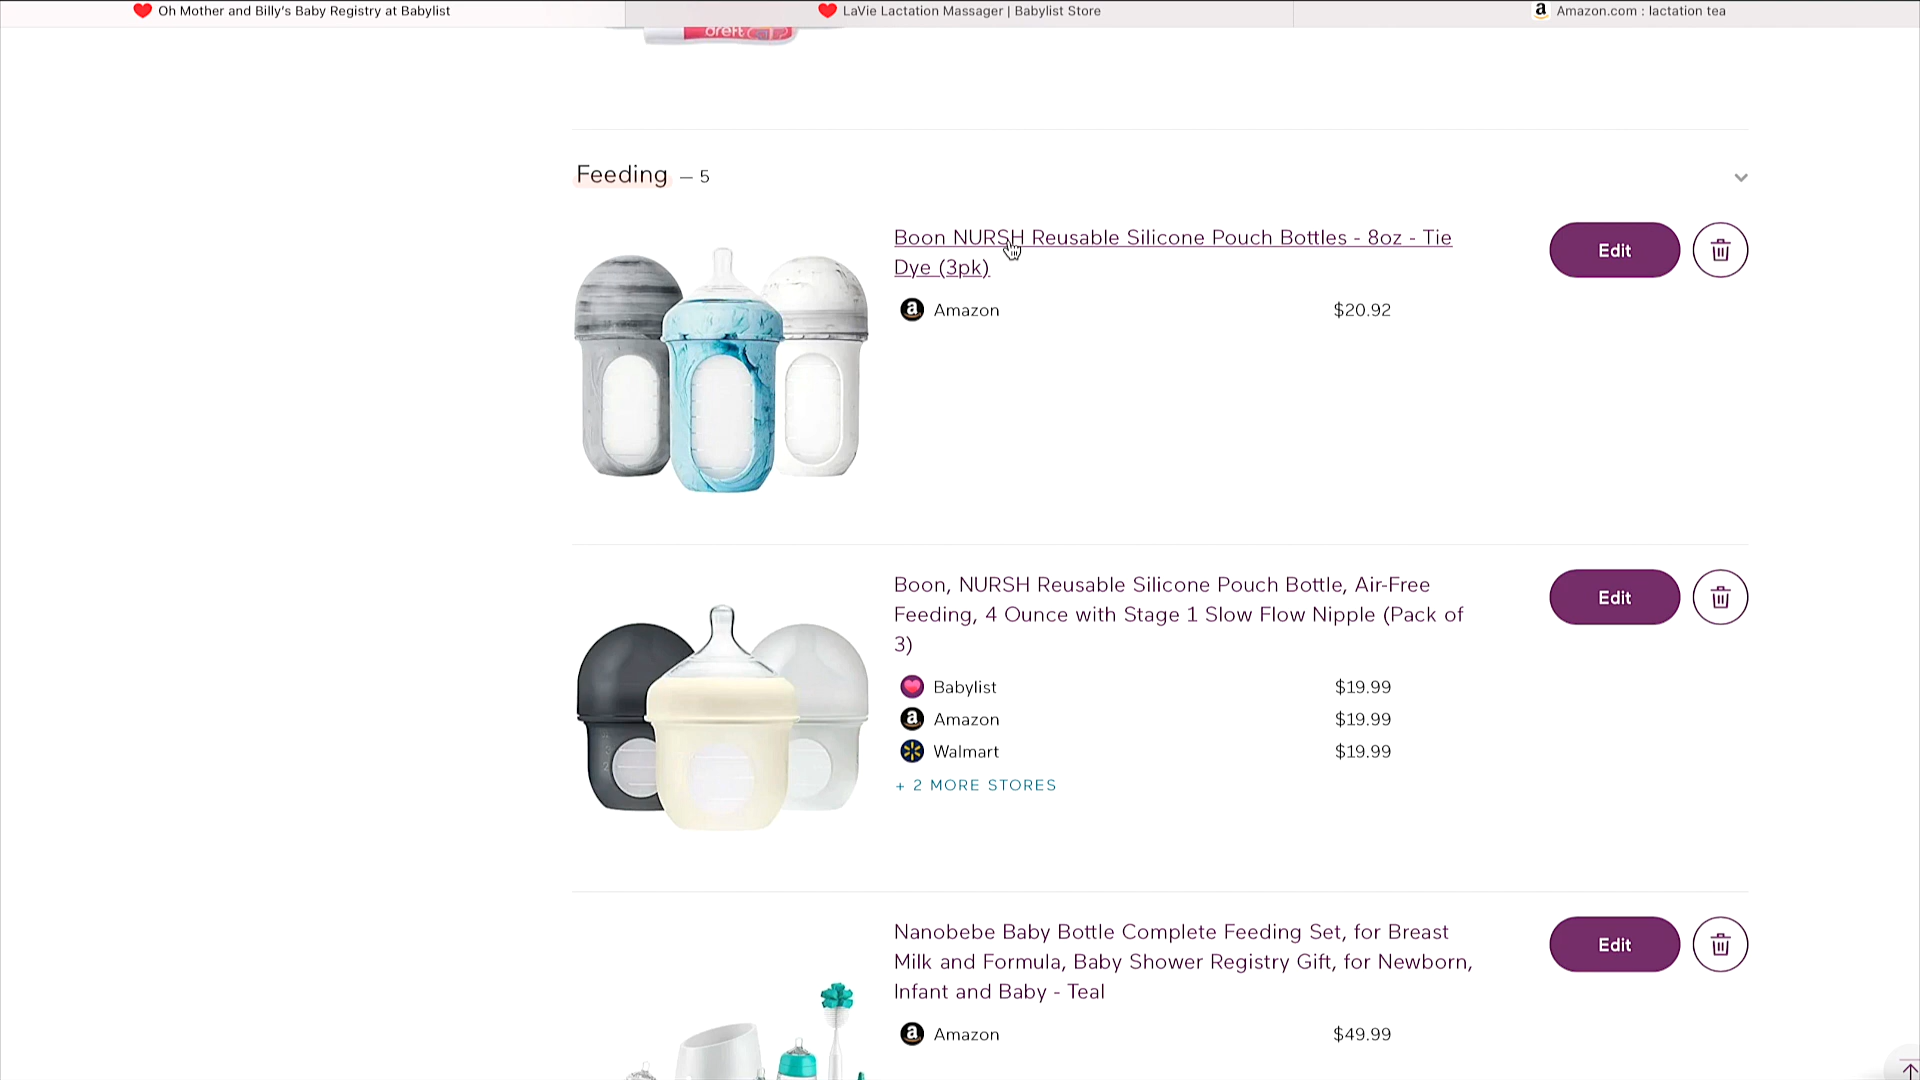 Oh Mother and Billy’s Baby Registry at Babylist
LaVie Lactation Massager | Babylist Store
Amazon.com : lactation tea
dreft
Feeding — 5
Boon NURSH Reusable Silicone Pouch Bottles - 8oz - Tie
Dye (3pk)
Edit
Amazon $20.92
Boon, NURSH Reusable Silicone Pouch Bottle, Air-Free
Feeding, 4 Ounce with Stage 1 Slow Flow Nipple (Pack of
3)
Edit
Babylist $19.99
Amazon $19.99
Walmart $19.99
+ 2 MORE STORES
Nanobebe Baby Bottle Complete Feeding Set, for Breast
Milk and Formula, Baby Shower Registry Gift, for Newborn,
Infant and Baby - Teal
Edit
Amazon $49.99